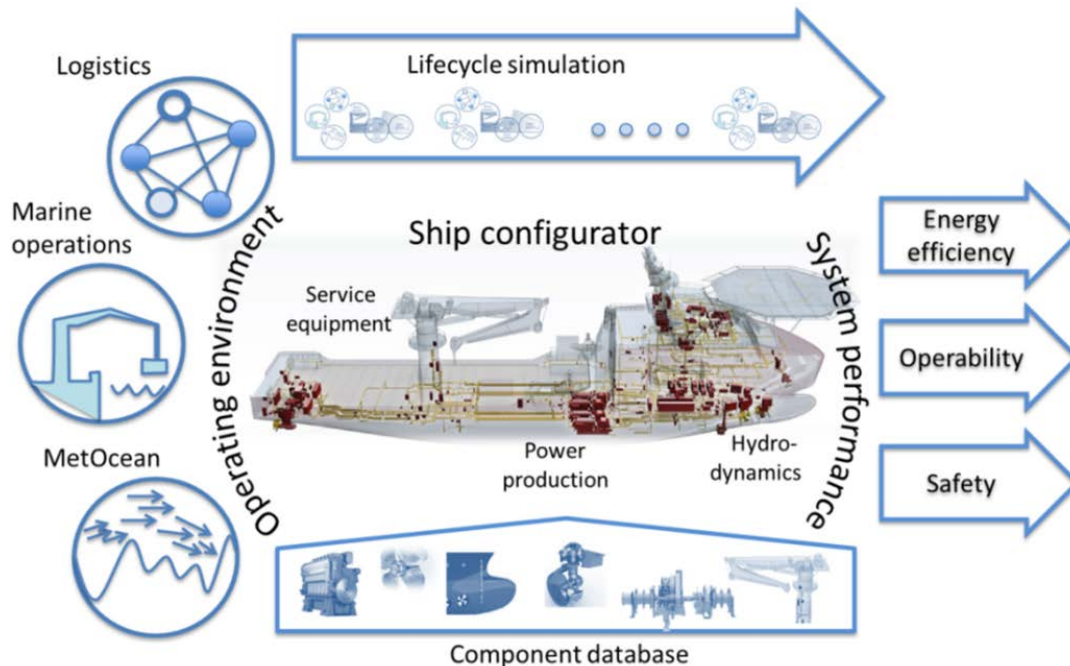 Logistics
Lifecycle simulation
Marine
operations
Operating environment
Ship configurator
System performance
Service
equipment
Energy
efficiency
Operability
Power
production
Hydro-
dynamics
MetOcean
Safety
Component database